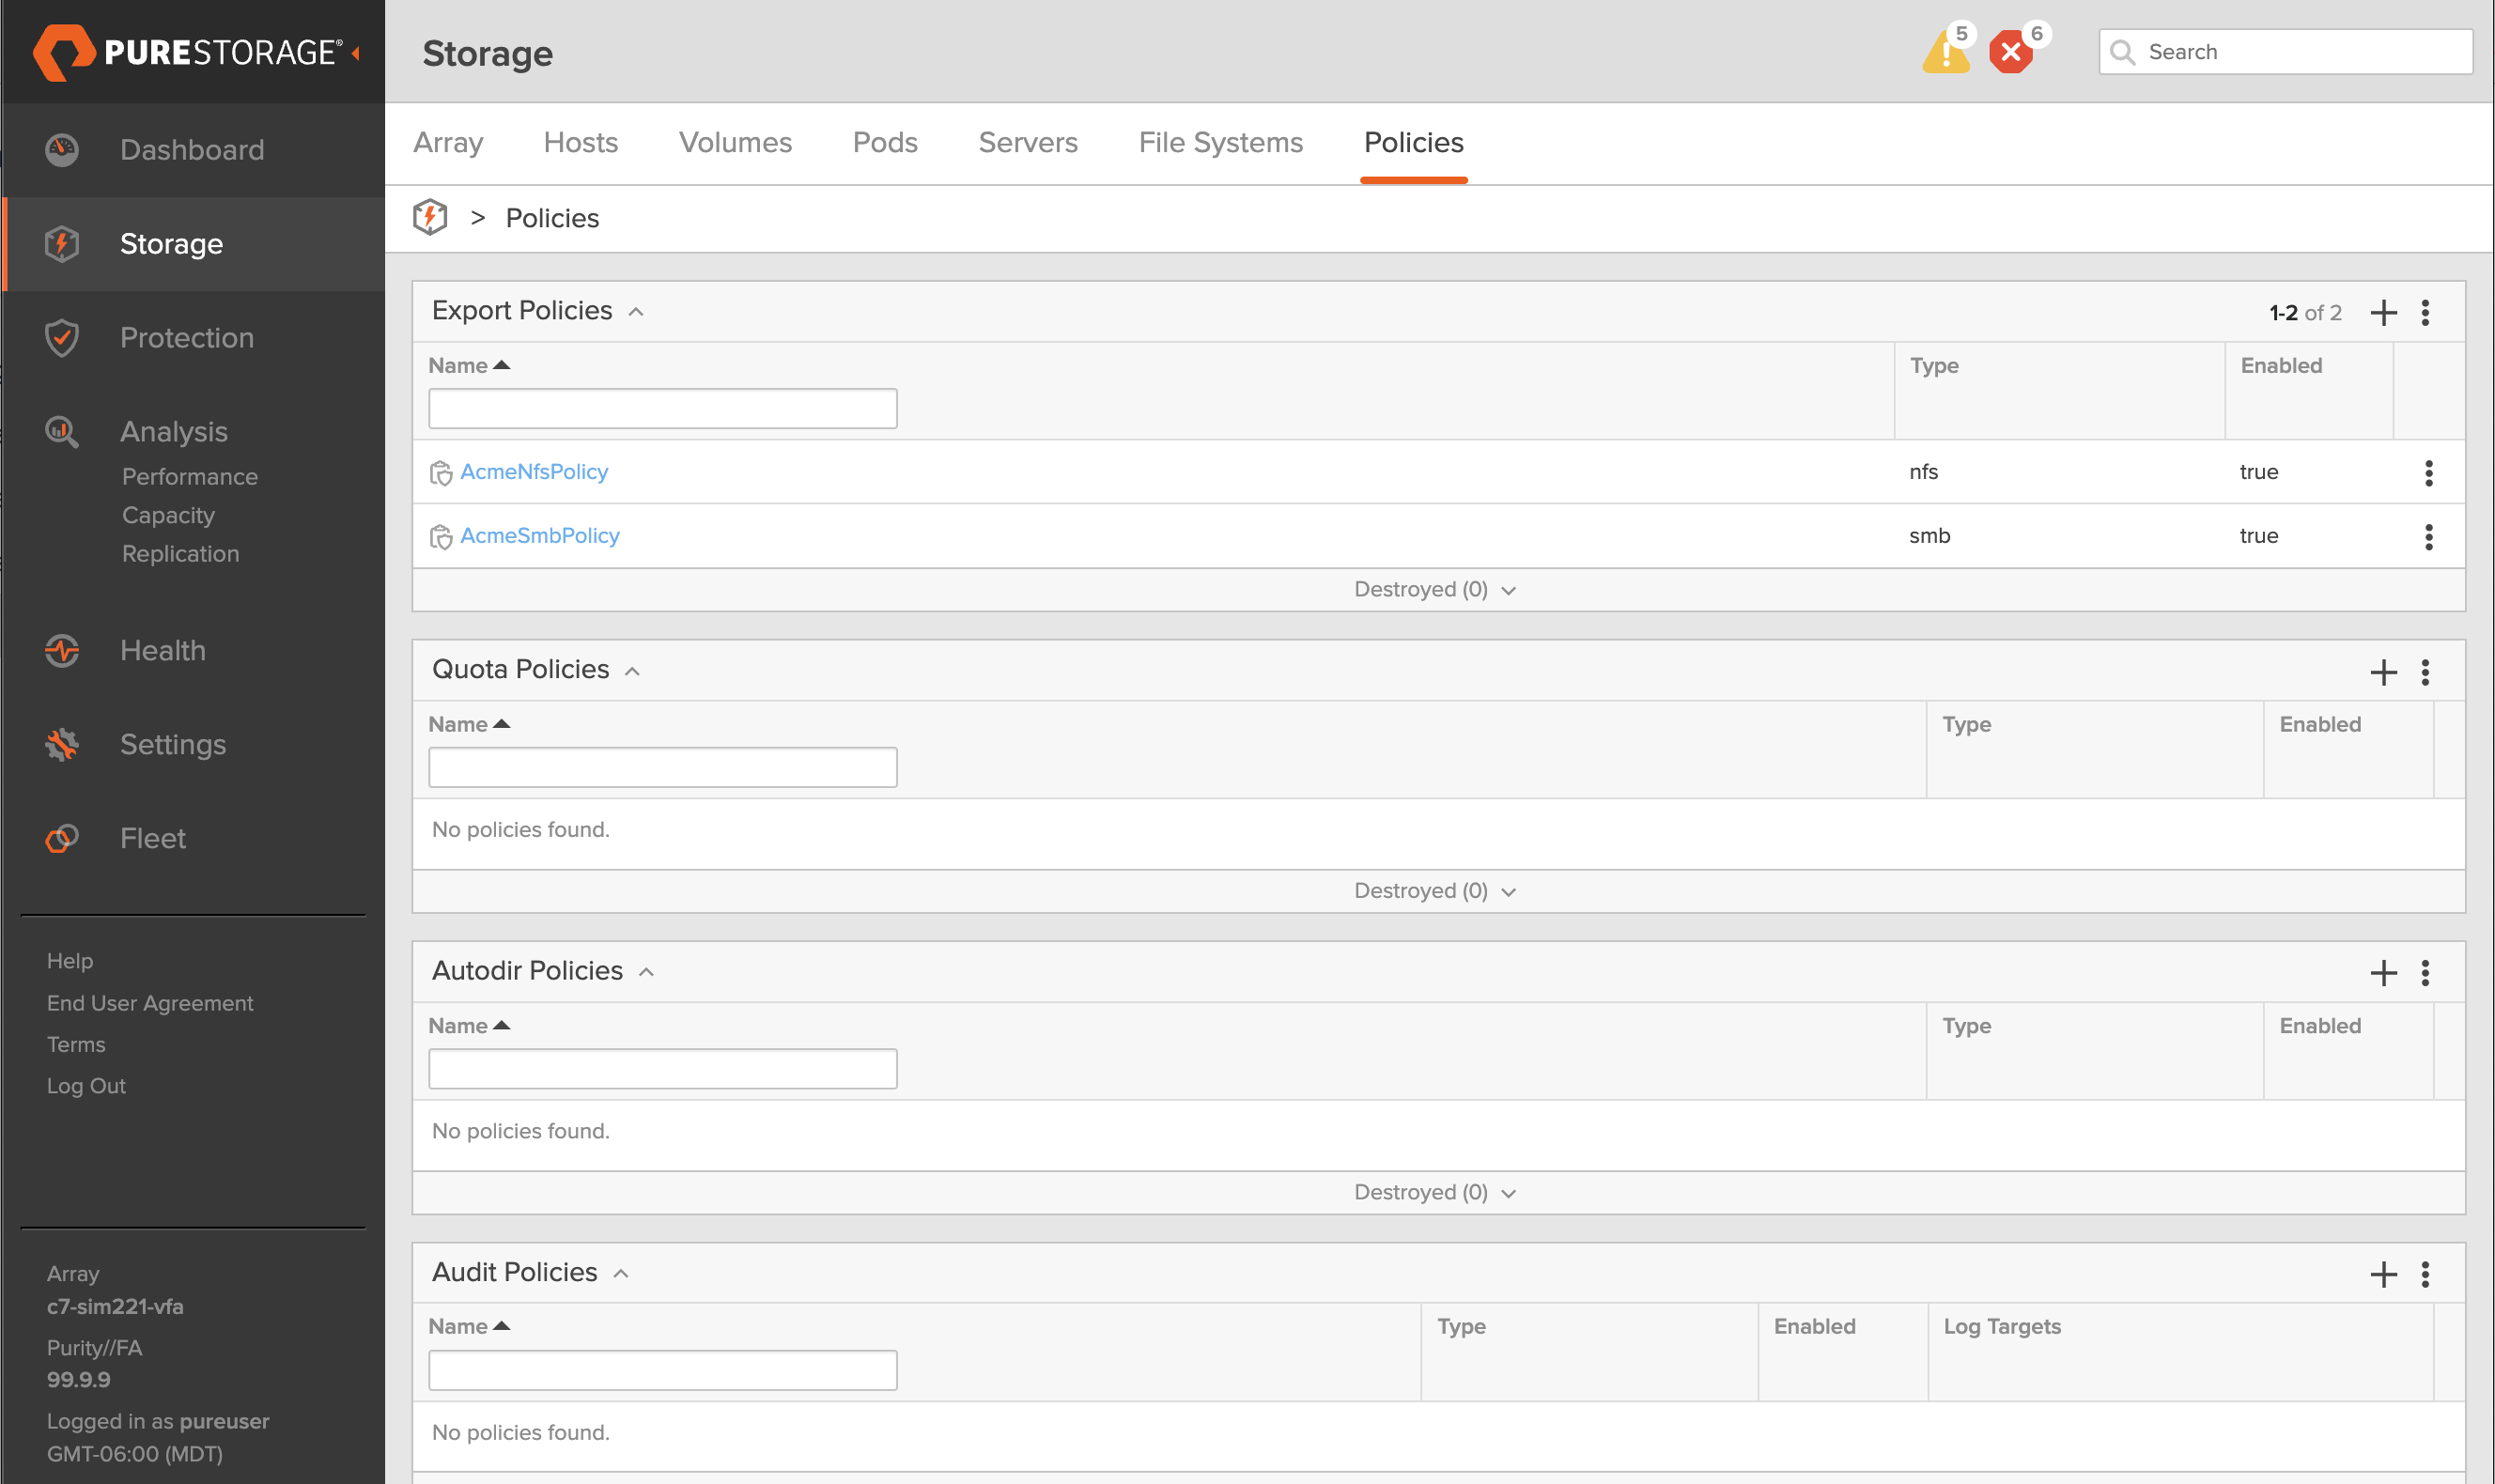 PURESTORAGE®
Dashboard
Storage
Protection
Analysis
Performance
Capacity
Replication
Health
Settings
Fleet
Help
End User Agreement
Terms
Log Out
Array
c7-sim221-vfa
Purity//FA
99.9.9
Logged in as pureuser
GMT-06:00 (MDT)
Storage
5
6
Search
Array Hosts Volumes Pods Servers File Systems Policies
> Policies
Export Policies 1-2 of 2
Name Type Enabled
AcmeNfsPolicy nfs true
AcmeSmbPolicy smb true
Destroyed (0)
Quota Policies
Name Type Enabled
No policies found.
Destroyed (0)
Autodir Policies
Name Type Enabled
No policies found.
Destroyed (0)
Audit Policies
Name Type Enabled Log Targets
No policies found.